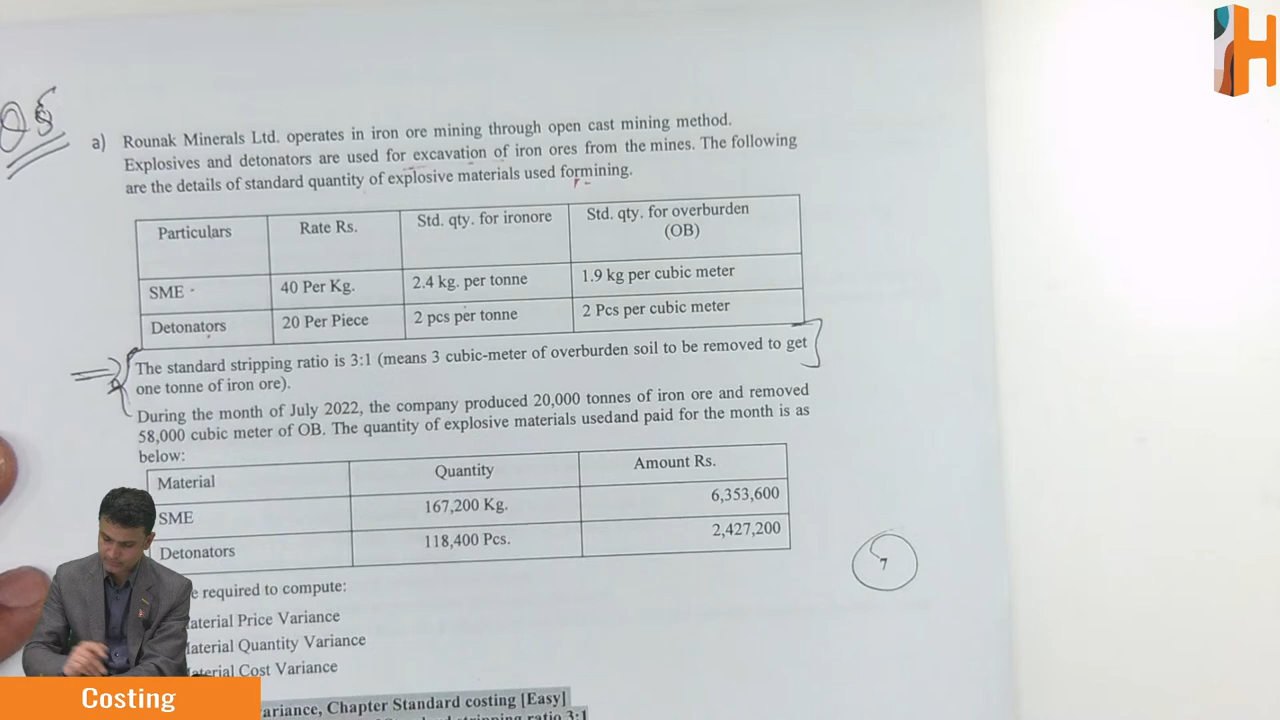 H
Q5
a) Rounak Minerals Ltd. operates in iron ore mining through open cast mining method.
Explosives and detonators are used for excavation of iron ores from the mines. The following
are the details of standard quantity of explosive materials used formining.
Particulars Rate Rs. Std. qty. for ironore Std. qty. for overburden
(OB)
SME 40 Per Kg. 2.4 kg. per tonne 1.9 kg per cubic meter
Detonators 20 Per Piece 2 pcs per tonne 2 Pcs per cubic meter
The standard stripping ratio is 3:1 (means 3 cubic-meter of overburden soil to be removed to get
one tonne of iron ore).
During the month of July 2022, the company produced 20,000 tonnes of iron ore and removed
58,000 cubic meter of OB. The quantity of explosive materials usedand paid for the month is as
below:
Material Quantity Amount Rs.
SME 167,200 Kg. 6,353,600
Detonators 118,400 Pcs. 2,427,200
7
e required to compute:
aterial Price Variance
aterial Quantity Variance
aterial Cost Variance
ariance, Chapter Standard costing [Easy]
stripping ratio 3:1
Costing